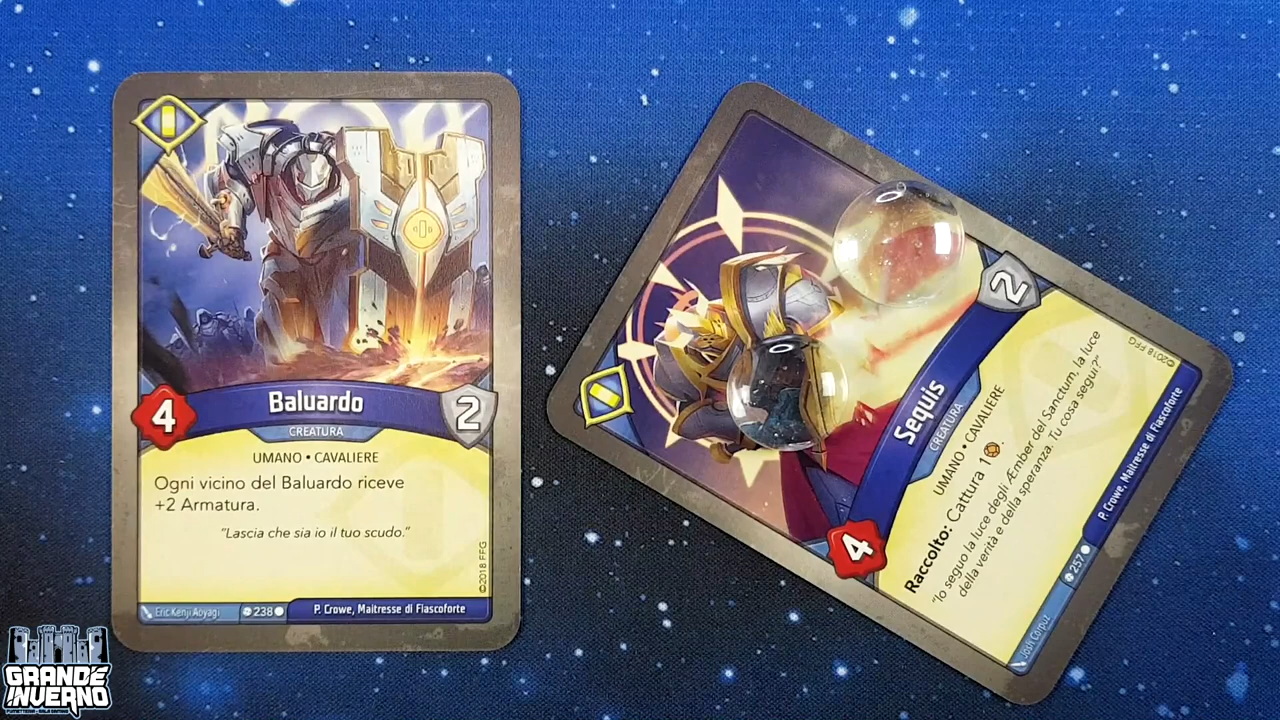 4
Baluardo
2
CREATURA
UMANO • CAVALIERE
Ogni vicino del Baluardo riceve
+2 Armatura.
“Lascia che sia io il tuo scudo.”
©2018 FFG
Eric Kenji Aoyagi
238
P. Crowe, Maitresse di Fiascoforte
4
Sequis
2
CREATURA
UMANO • CAVALIERE
Raccolto: Cattura 1
“Io seguo la luce degli Æmber del Sanctum, la luce
della verità e della speranza. Tu cosa segui?”
©2018 FFG
Josh Corpuz
257
P. Crowe, Maitresse di Fiascoforte
GRANDE
INVERNO